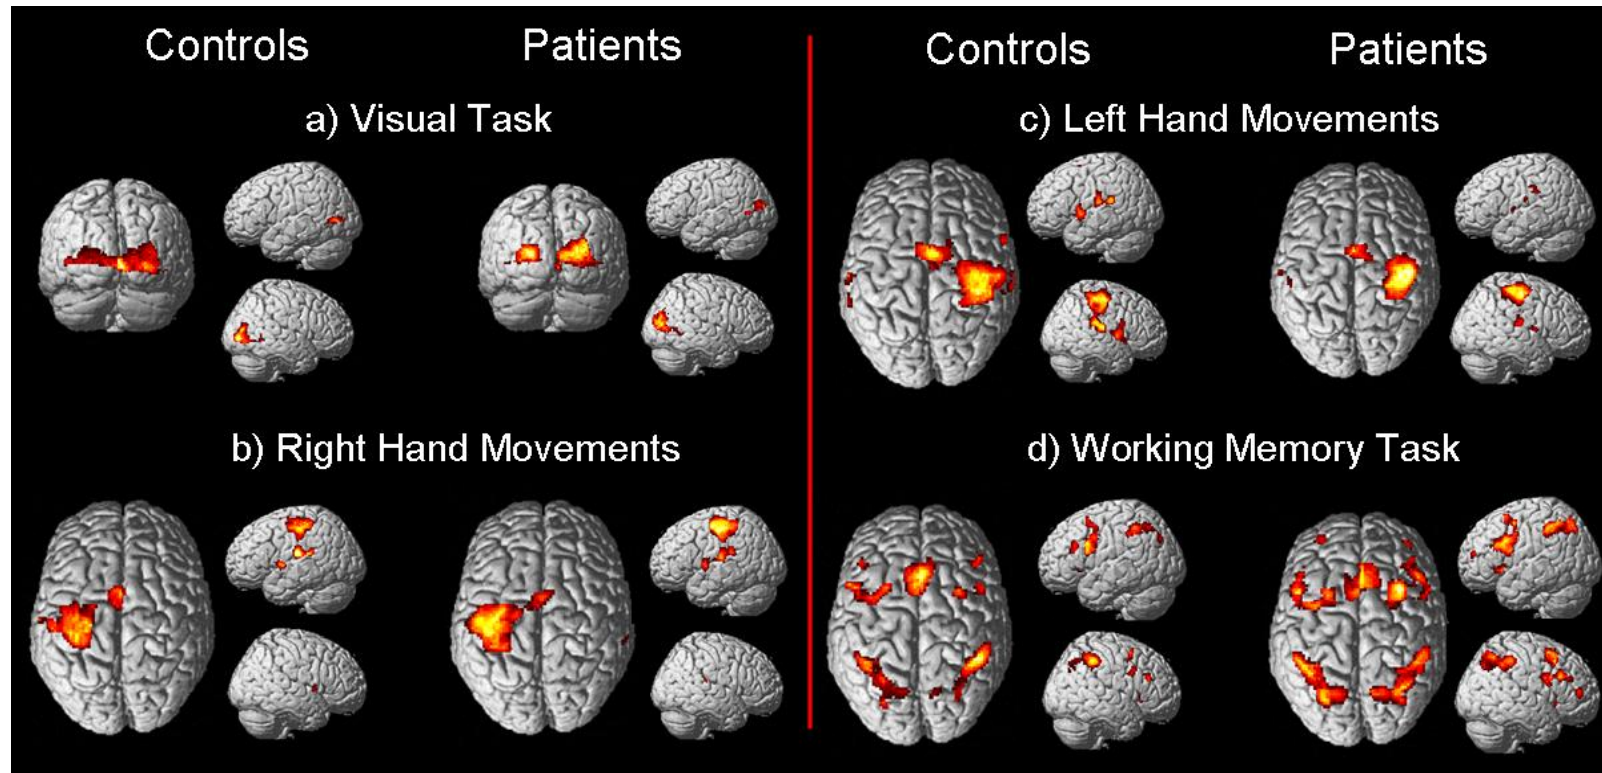 Controls Patients
a) Visual Task
b) Right Hand Movements
Controls Patients
c) Left Hand Movements
d) Working Memory Task